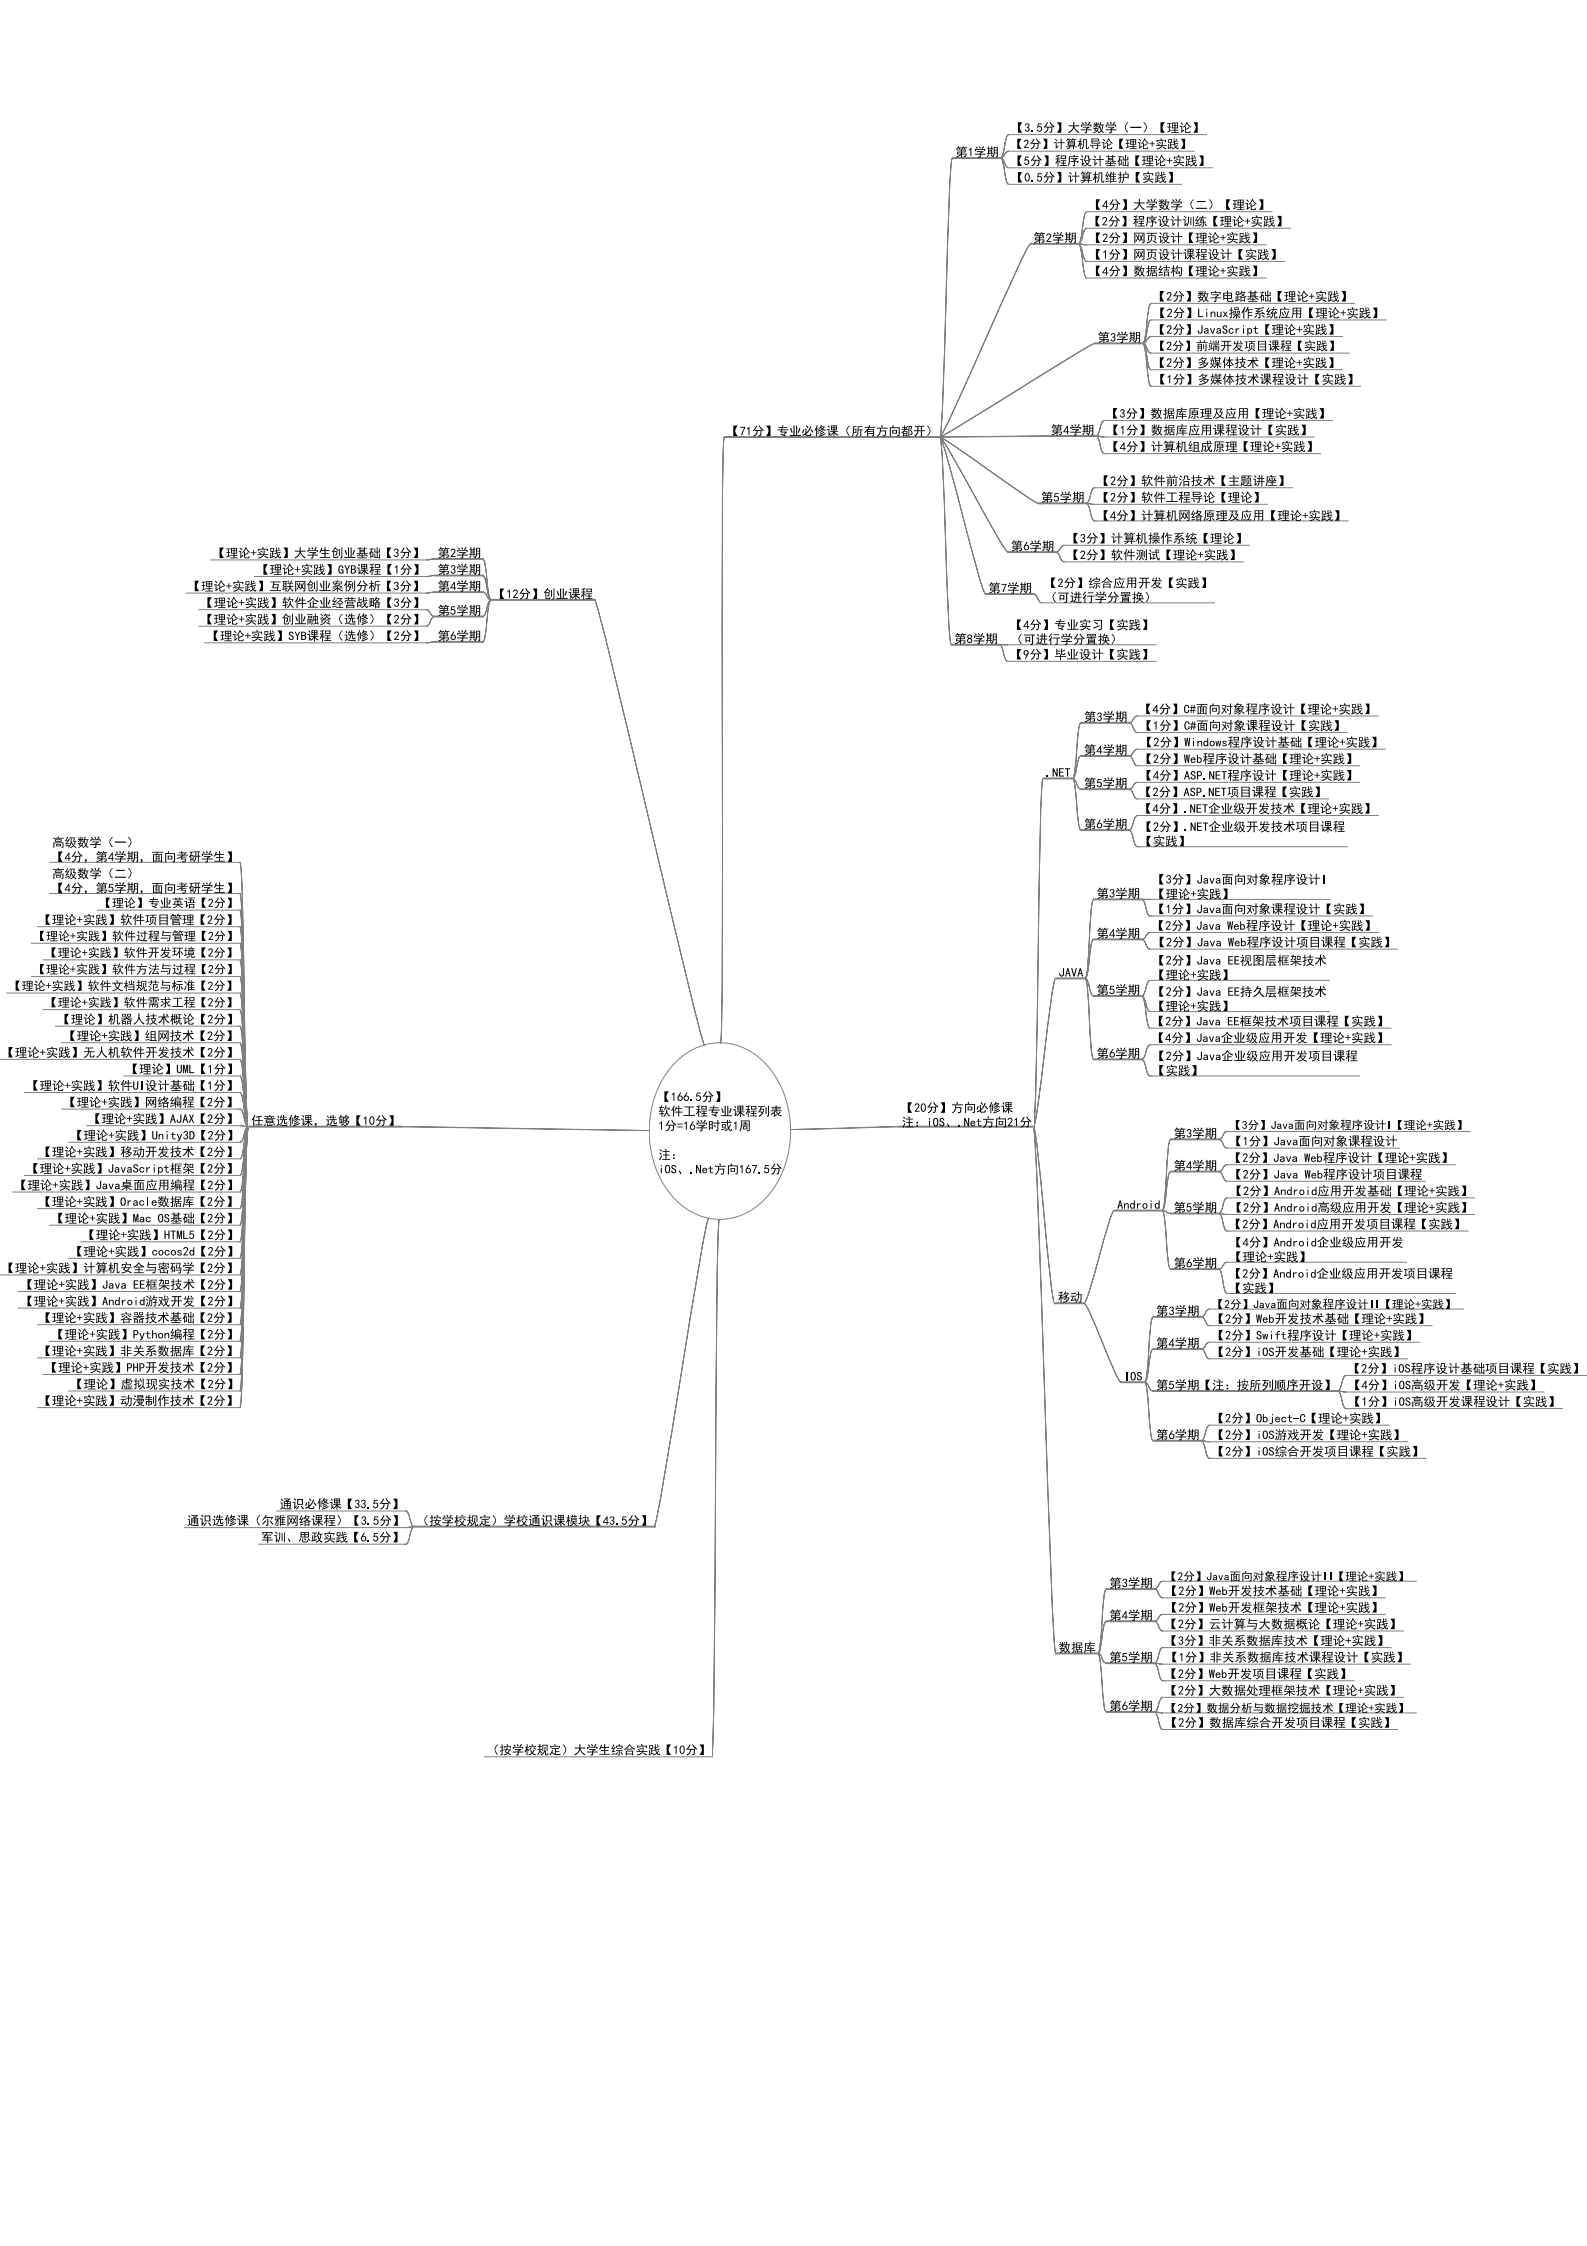 【166.5分】
软件工程专业课程列表
1分=16学时或1周
注：
iOS、.Net方向167.5分
【71分】专业必修课（所有方向都开）
第1学期
【3.5分】大学数学（一）【理论】
【2分】计算机导论【理论+实践】
【5分】程序设计基础【理论+实践】
【0.5分】计算机维护【实践】
第2学期
【4分】大学数学（二）【理论】
【2分】程序设计训练【理论+实践】
【2分】网页设计【理论+实践】
【1分】网页设计课程设计【实践】
【4分】数据结构【理论+实践】
第3学期
【2分】数字电路基础【理论+实践】
【2分】Linux操作系统应用【理论+实践】
【2分】JavaScript【理论+实践】
【2分】前端开发项目课程【实践】
【2分】多媒体技术【理论+实践】
【1分】多媒体技术课程设计【实践】
第4学期
【3分】数据库原理及应用【理论+实践】
【1分】数据库应用课程设计【实践】
【4分】计算机组成原理【理论+实践】
第5学期
【2分】软件前沿技术【主题讲座】
【2分】软件工程导论【理论】
【4分】计算机网络原理及应用【理论+实践】
第6学期
【3分】计算机操作系统【理论】
【2分】软件测试【理论+实践】
第7学期
【2分】综合应用开发【实践】
（可进行学分置换）
第8学期
【4分】专业实习【实践】
（可进行学分置换）
【9分】毕业设计【实践】
【20分】方向必修课
注：iOS、.Net方向21分
.NET
第3学期
【4分】C#面向对象程序设计【理论+实践】
【1分】C#面向对象课程设计【实践】
第4学期
【2分】Windows程序设计基础【理论+实践】
【2分】Web程序设计基础【理论+实践】
第5学期
【4分】ASP.NET程序设计【理论+实践】
【2分】ASP.NET项目课程【实践】
第6学期
【4分】.NET企业级开发技术【理论+实践】
【2分】.NET企业级开发技术项目课程
【实践】
JAVA
第3学期
【3分】Java面向对象程序设计I
【理论+实践】
【1分】Java面向对象课程设计【实践】
第4学期
【2分】Java Web程序设计【理论+实践】
【2分】Java Web程序设计项目课程【实践】
第5学期
【2分】Java EE视图层框架技术
【理论+实践】
【2分】Java EE持久层框架技术
【理论+实践】
【2分】Java EE框架技术项目课程【实践】
第6学期
【4分】Java企业级应用开发【理论+实践】
【2分】Java企业级应用开发项目课程
【实践】
移动
Android
第3学期
【3分】Java面向对象程序设计I【理论+实践】
【1分】Java面向对象课程设计
第4学期
【2分】Java Web程序设计【理论+实践】
【2分】Java Web程序设计项目课程
第5学期
【2分】Android应用开发基础【理论+实践】
【2分】Android高级应用开发【理论+实践】
【2分】Android应用开发项目课程【实践】
第6学期
【4分】Android企业级应用开发
【理论+实践】
【2分】Android企业级应用开发项目课程
【实践】
IOS
第3学期
【2分】Java面向对象程序设计II【理论+实践】
【2分】Web开发技术基础【理论+实践】
第4学期
【2分】Swift程序设计【理论+实践】
【2分】iOS开发基础【理论+实践】
第5学期【注：按所列顺序开设】
【2分】iOS程序设计基础项目课程【实践】
【4分】iOS高级开发【理论+实践】
【1分】iOS高级开发课程设计【实践】
第6学期
【2分】Object-C【理论+实践】
【2分】iOS游戏开发【理论+实践】
【2分】iOS综合开发项目课程【实践】
数据库
第3学期
【2分】Java面向对象程序设计II【理论+实践】
【2分】Web开发技术基础【理论+实践】
第4学期
【2分】Web开发框架技术【理论+实践】
【2分】云计算与大数据概论【理论+实践】
第5学期
【3分】非关系数据库技术【理论+实践】
【1分】非关系数据库技术课程设计【实践】
【2分】Web开发项目课程【实践】
第6学期
【2分】大数据处理框架技术【理论+实践】
【2分】数据分析与数据挖掘技术【理论+实践】
【2分】数据库综合开发项目课程【实践】
【12分】创业课程
第2学期
【理论+实践】大学生创业基础【3分】
第3学期
【理论+实践】GYB课程【1分】
第4学期
【理论+实践】互联网创业案例分析【3分】
第5学期
【理论+实践】软件企业经营战略【3分】
【理论+实践】创业融资（选修）【2分】
第6学期
【理论+实践】SYB课程（选修）【2分】
任意选修课，选够【10分】
高级数学（一）
【4分，第4学期，面向考研学生】
高级数学（二）
【4分，第5学期，面向考研学生】
【理论】专业英语【2分】
【理论+实践】软件项目管理【2分】
【理论+实践】软件过程与管理【2分】
【理论+实践】软件开发环境【2分】
【理论+实践】软件方法与过程【2分】
【理论+实践】软件文档规范与标准【2分】
【理论+实践】软件需求工程【2分】
【理论】机器人技术概论【2分】
【理论+实践】组网技术【2分】
【理论+实践】无人机软件开发技术【2分】
【理论】UML【1分】
【理论+实践】软件UI设计基础【1分】
【理论+实践】网络编程【2分】
【理论+实践】AJAX【2分】
【理论+实践】Unity3D【2分】
【理论+实践】移动开发技术【2分】
【理论+实践】JavaScript框架【2分】
【理论+实践】Java桌面应用编程【2分】
【理论+实践】Oracle数据库【2分】
【理论+实践】Mac OS基础【2分】
【理论+实践】HTML5【2分】
【理论+实践】cocos2d【2分】
【理论+实践】计算机安全与密码学【2分】
【理论+实践】Java EE框架技术【2分】
【理论+实践】Android游戏开发【2分】
【理论+实践】容器技术基础【2分】
【理论+实践】Python编程【2分】
【理论+实践】非关系数据库【2分】
【理论+实践】PHP开发技术【2分】
【理论】虚拟现实技术【2分】
【理论+实践】动漫制作技术【2分】
（按学校规定）学校通识课模块【43.5分】
通识必修课【33.5分】
通识选修课（尔雅网络课程）【3.5分】
军训、思政实践【6.5分】
（按学校规定）大学生综合实践【10分】